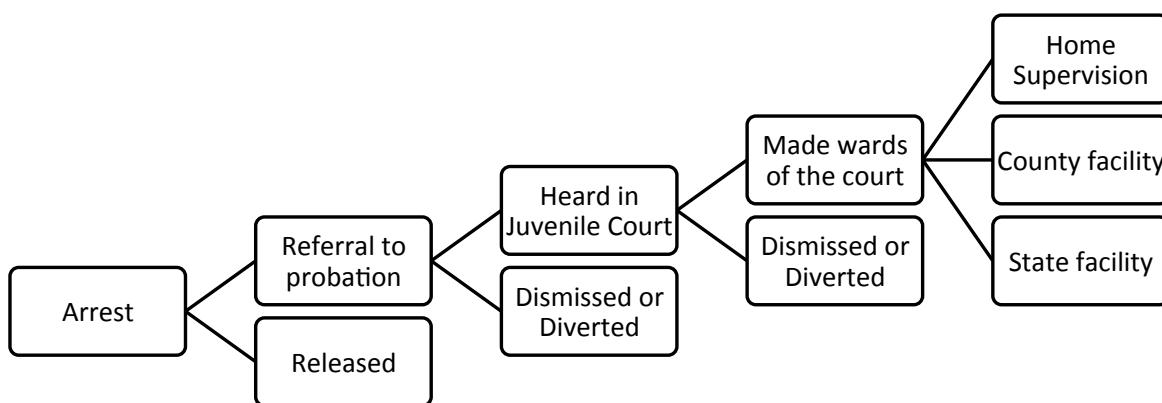 Arrest
Referral to
probation
Released
Heard in
Juvenile Court
Dismissed or
Diverted
Made wards
of the court
Dismissed or
Diverted
Home
Supervision
County facility
State facility